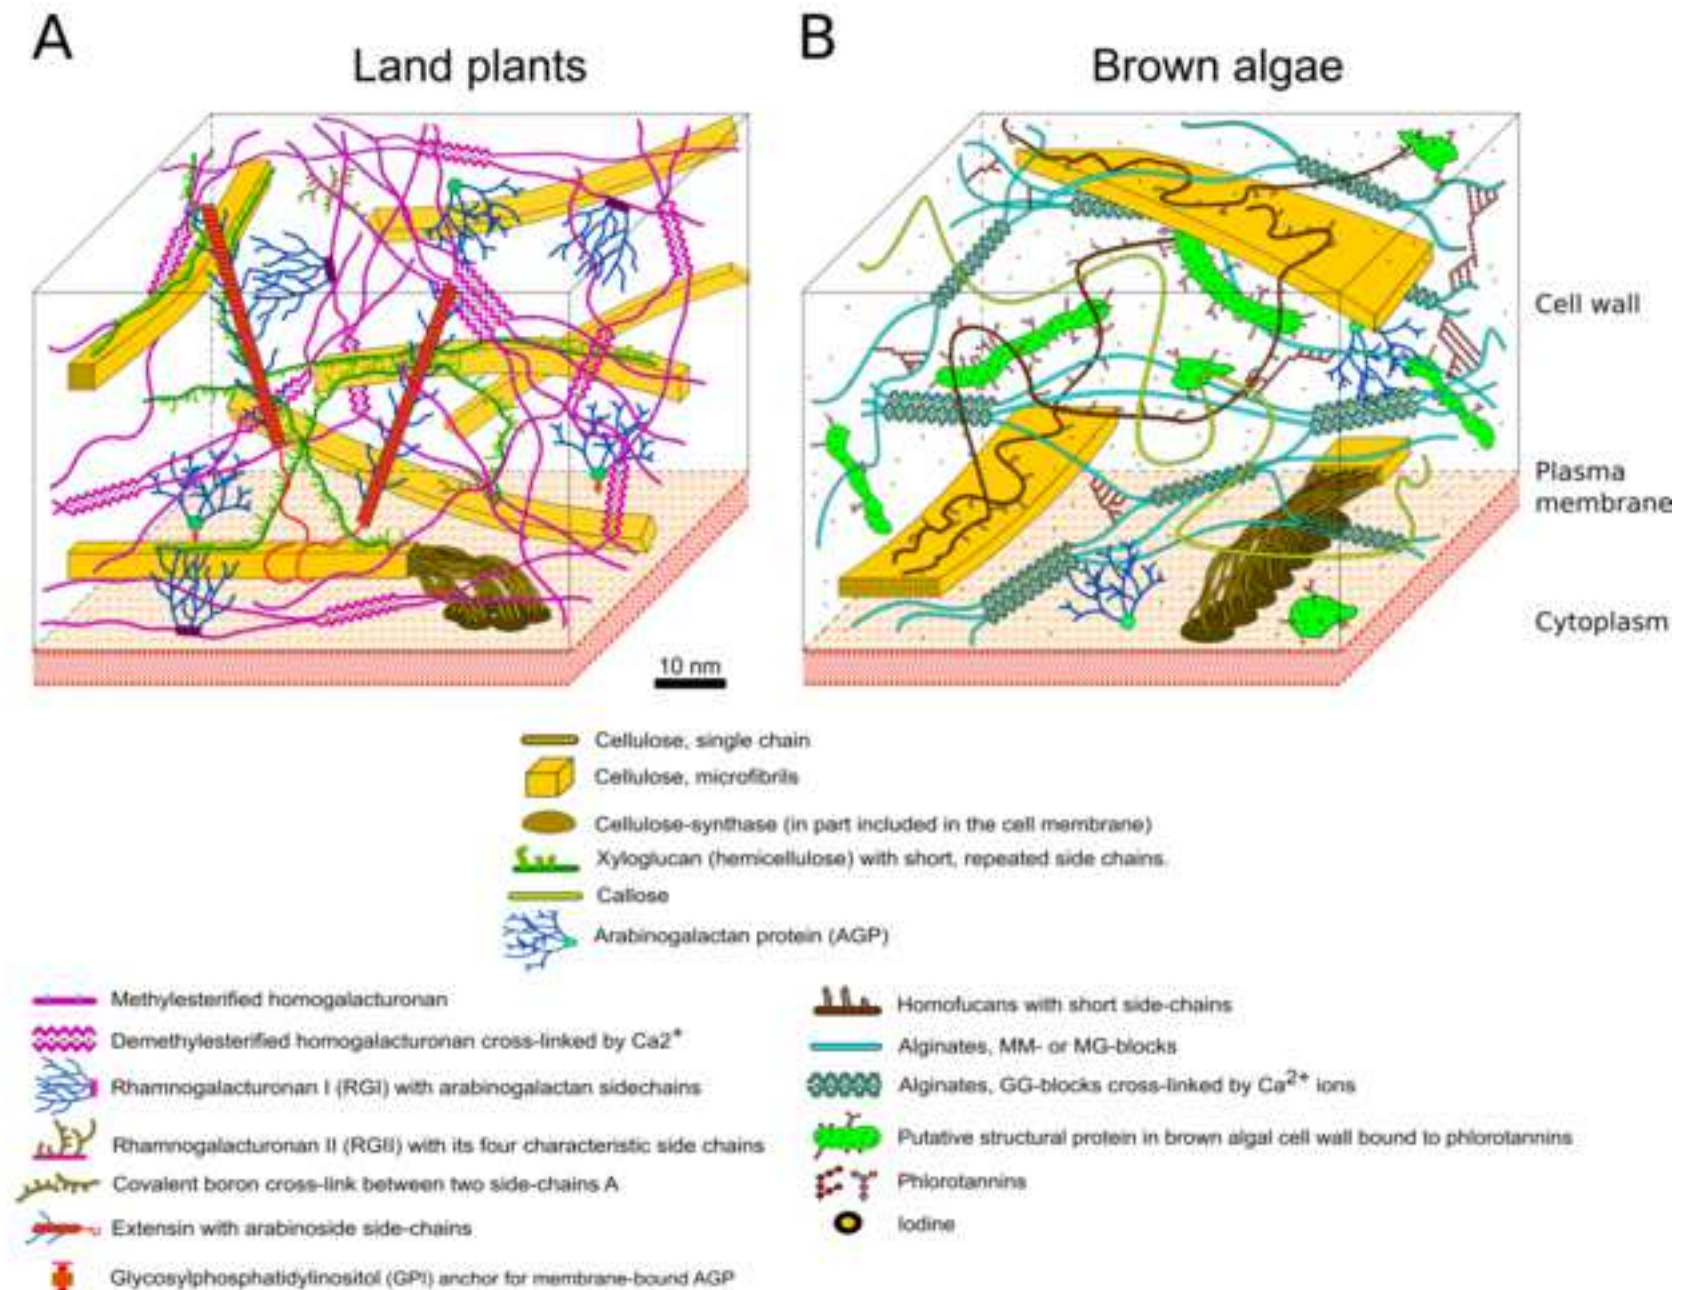 A
Land plants
B
Brown algae
Cell wall
Plasma
membrane
Cytoplasm
10 nm
Cellulose, single chain
Cellulose, microfibrils
Cellulose-synthase (in part included in the cell membrane)
Xyloglucan (hemicellulose) with short, repeated side chains.
Callose
Arabinogalactan protein (AGP)
Methylesterified homogalacturonan
Demethylesterified homogalacturonan cross-linked by Ca2⁺
Rhamnogalacturonan I (RGI) with arabinogalactan sidechains
Rhamnogalacturonan II (RGII) with its four characteristic side chains
Covalent boron cross-link between two side-chains A
Extensin with arabinoside side-chains
Glycosylphosphatidylinositol (GPI) anchor for membrane-bound AGP
Homofucans with short side-chains
Alginates, MM- or MG-blocks
Alginates, GG-blocks cross-linked by Ca²⁺ ions
Putative structural protein in brown algal cell wall bound to phlorotannins
Phlorotannins
Iodine